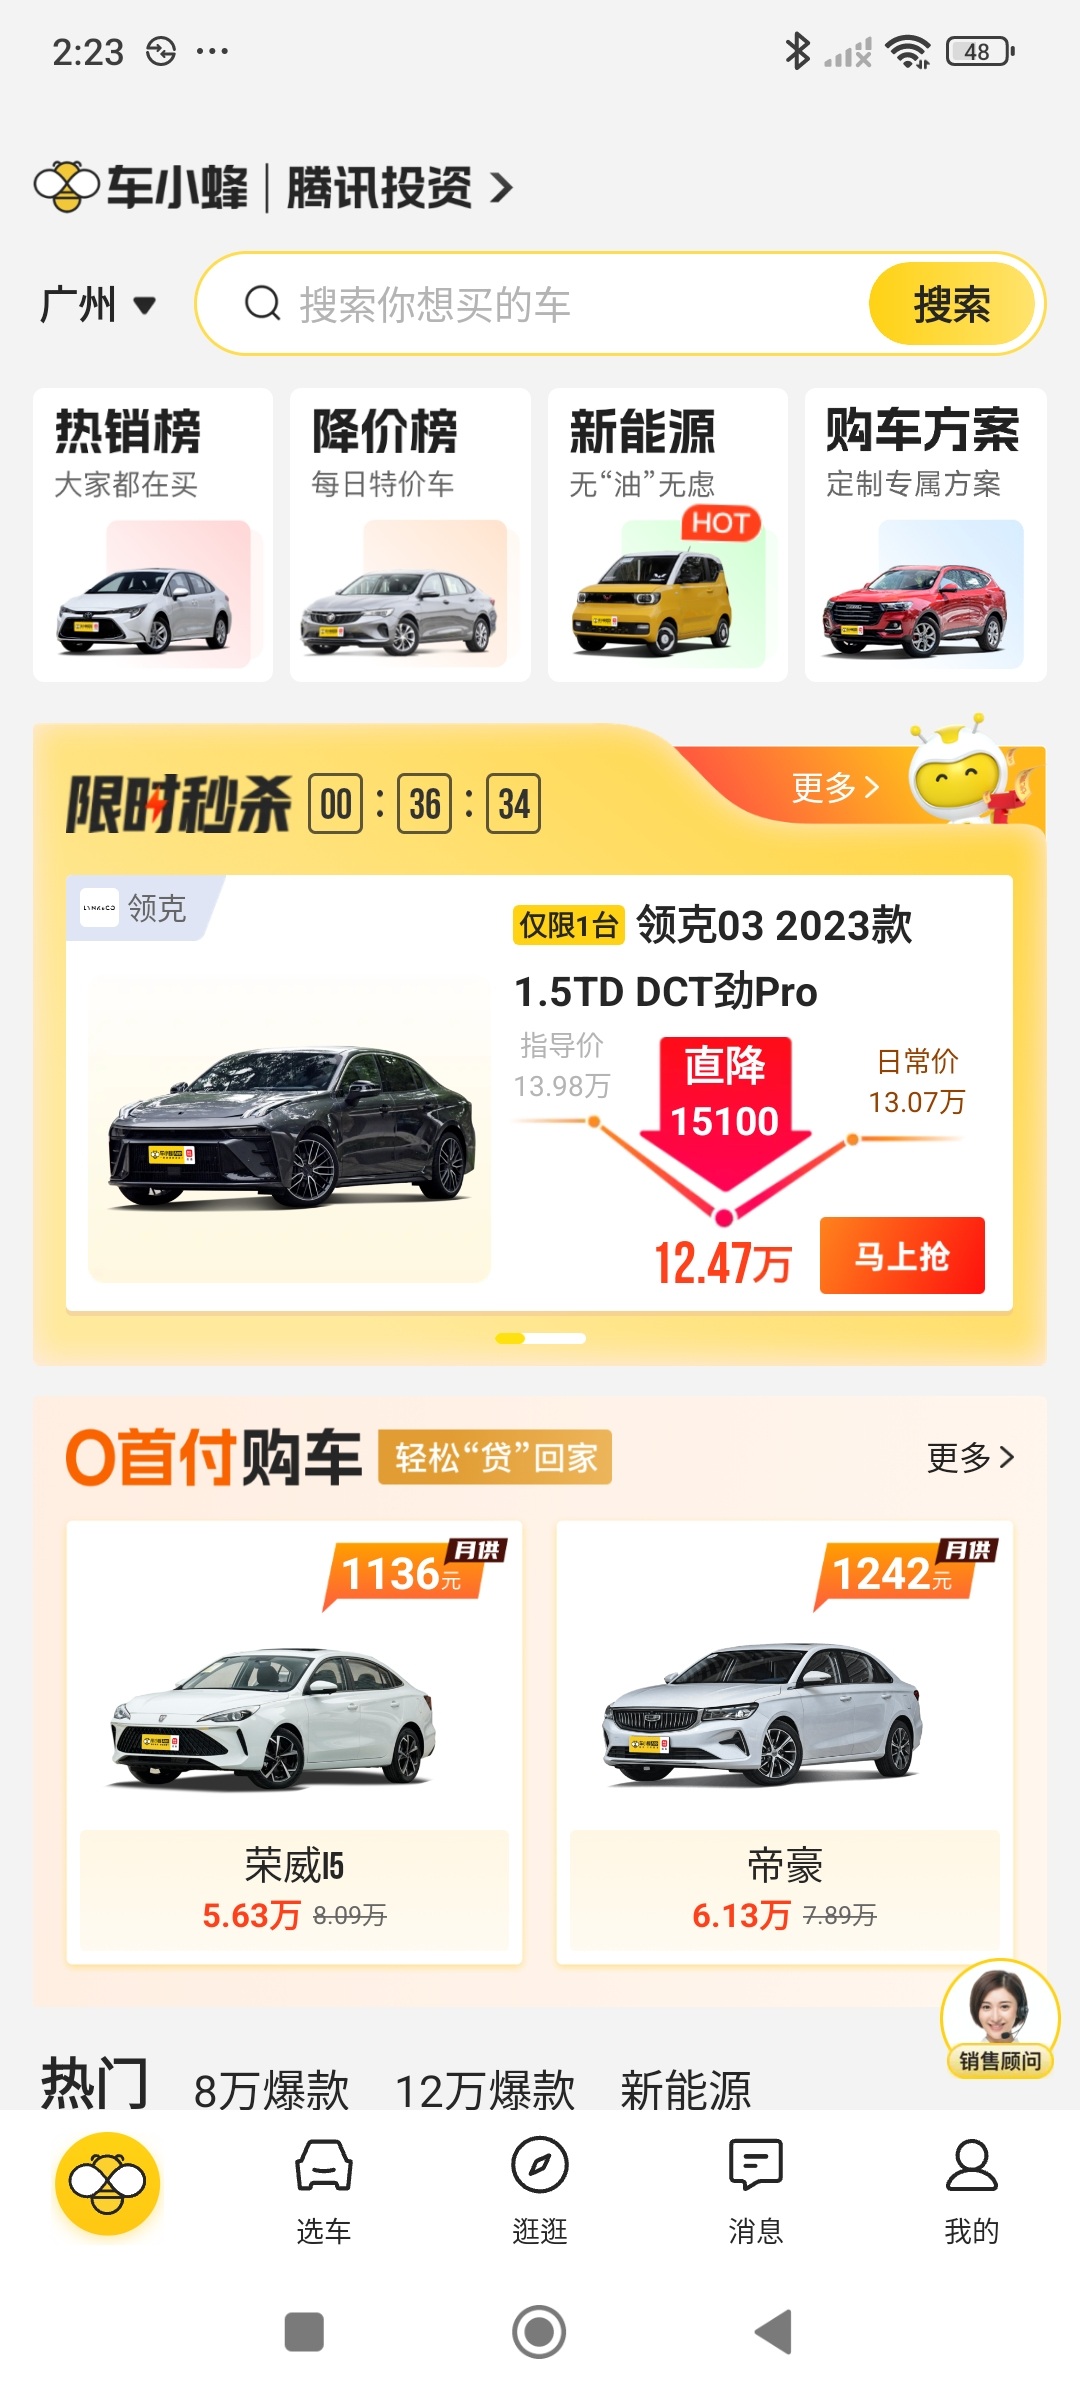 2:23
48
车小蜂 | 腾讯投资
广州
搜索你想买的车
搜索
热销榜
大家都在买
降价榜
每日特价车
新能源
无“油”无虑
HOT
购车方案
定制专属方案
限时秒杀 00 : 36 : 34
更多
LYNK&CO 领克
仅限1台 领克03 2023款
1.5TD DCT劲Pro
指导价
13.98万
直降
15100
日常价
13.07万
12.47万
马上抢
0首付购车 轻松“贷”回家
更多
1136元 月供
荣威i5
5.63万 8.09万
1242元 月供
帝豪
6.13万 7.89万
销售顾问
热门 8万爆款 12万爆款 新能源
选车
逛逛
消息
我的